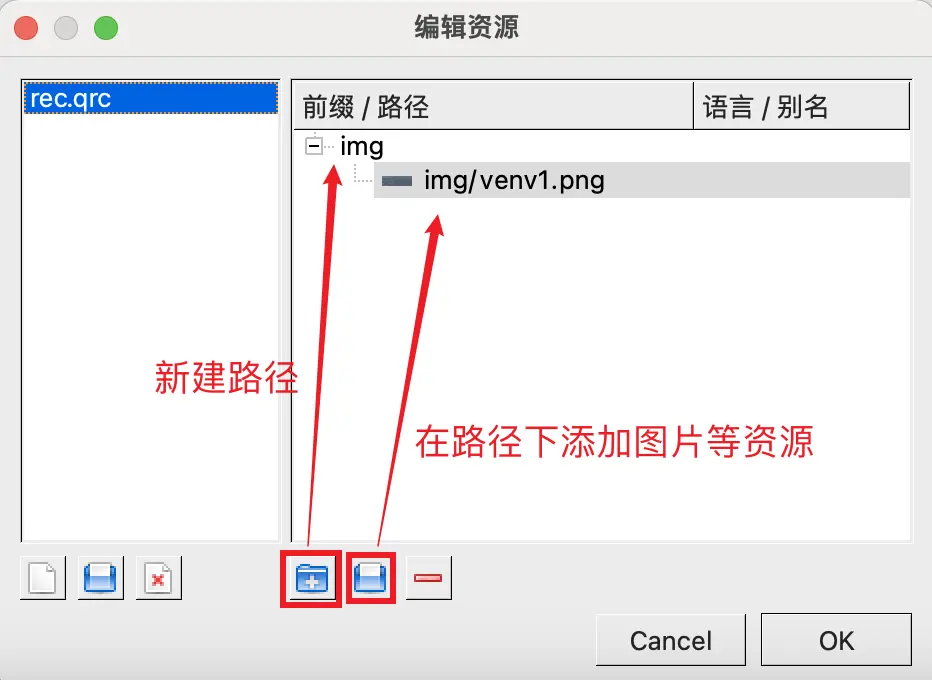 编辑资源
rec.qrc
前缀 / 路径
语言 / 别名
img
img/venv1.png
新建路径
在路径下添加图片等资源
Cancel
OK